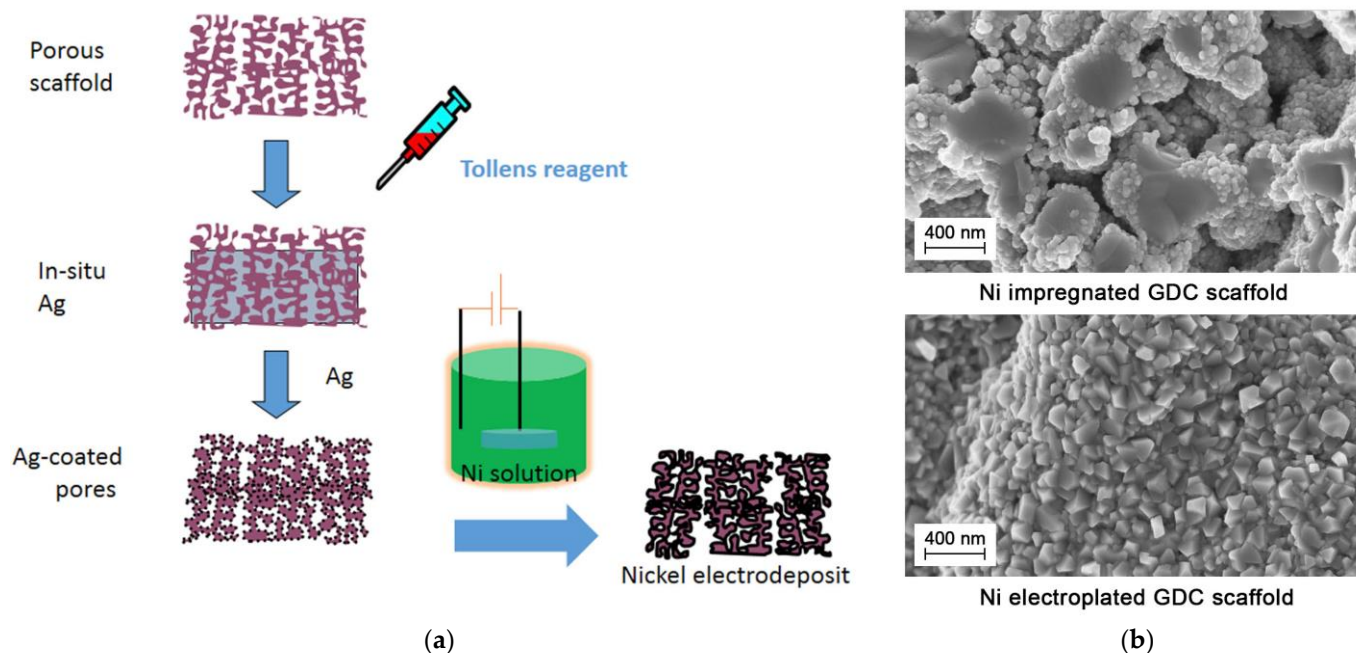 Porous
scaffold
Tollens reagent
In-situ
Ag
Ag
Ag-coated
pores
Ni solution
Nickel electrodeposit
(a)
400 nm
Ni impregnated GDC scaffold
400 nm
Ni electroplated GDC scaffold
(b)